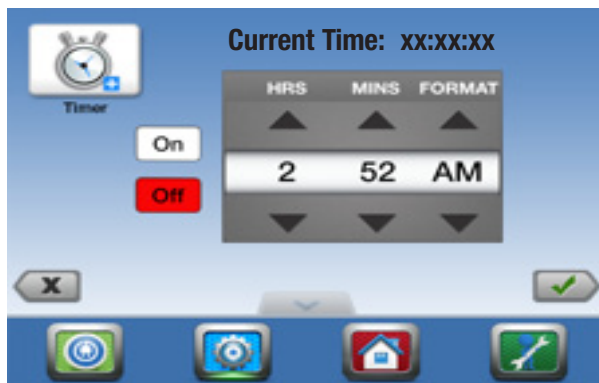 Current Time: xx:xx:xx
HRS MINS FORMAT
Timer
On
2 52 AM
Off
X